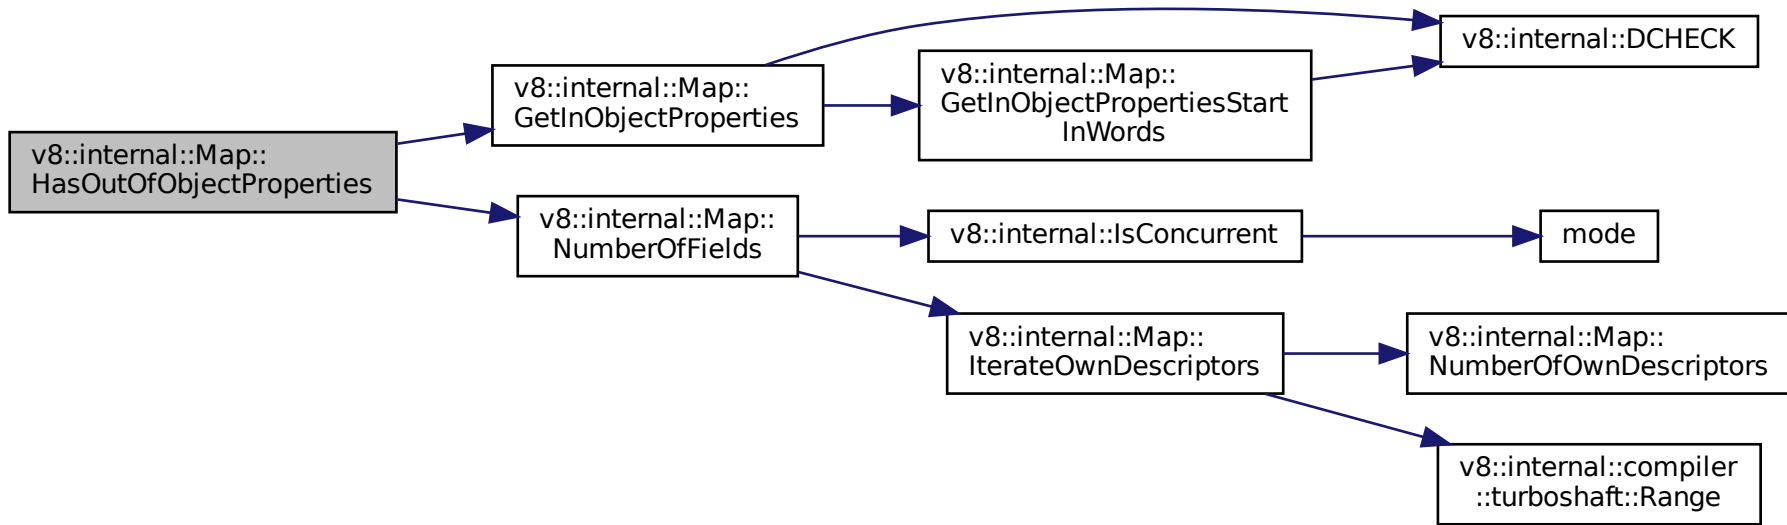 v8::internal::Map::
HasOutOfObjectProperties
v8::internal::Map::
GetInObjectProperties
v8::internal::Map::
GetInObjectPropertiesStart
InWords
v8::internal::DCHECK
v8::internal::Map::
NumberOfFields
v8::internal::IsConcurrent
mode
v8::internal::Map::
IterateOwnDescriptors
v8::internal::Map::
NumberOfOwnDescriptors
v8::internal::compiler
::turboshaft::Range